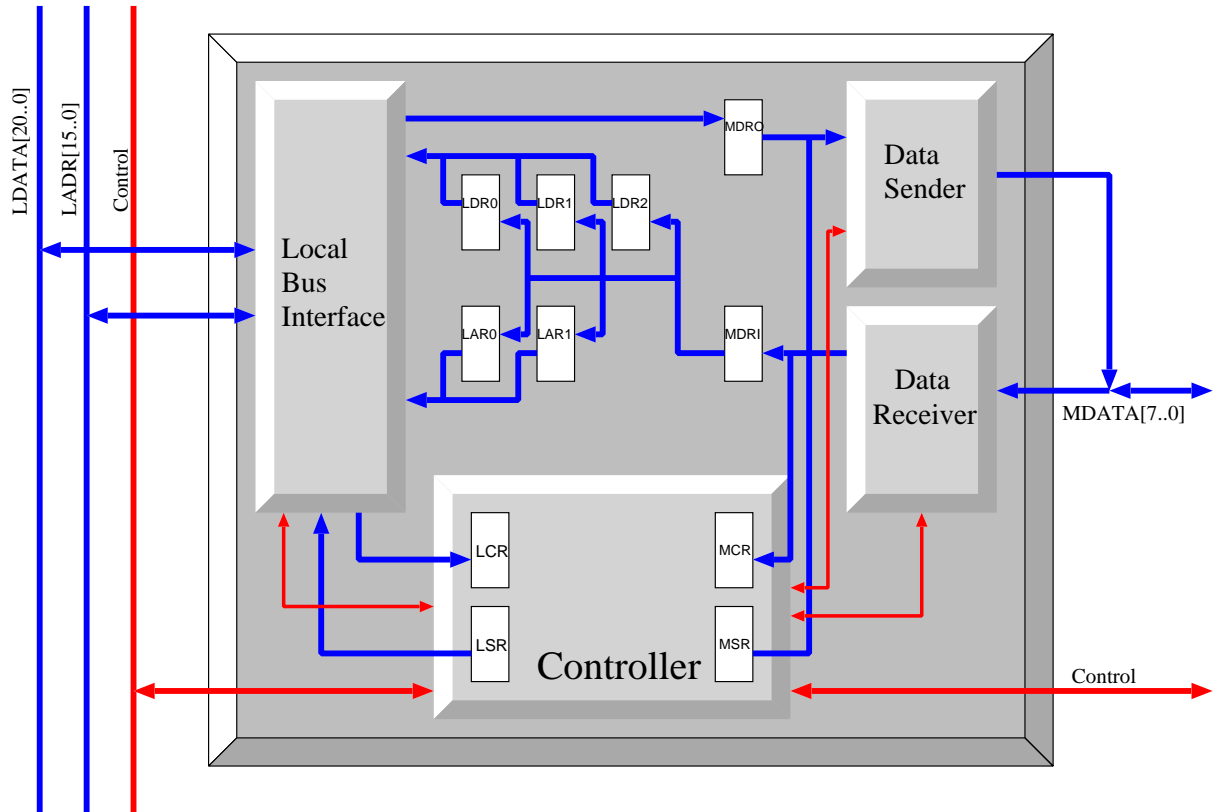 LDATA[20..0]
LADR[15..0]
Control
MDRO
Data
Sender
LDR0
LDR1
LDR2
Local
Bus
Interface
LAR0
LAR1
MDRI
Data
Receiver
MDATA[7..0]
LCR
MCR
LSR
MSR
Controller
Control